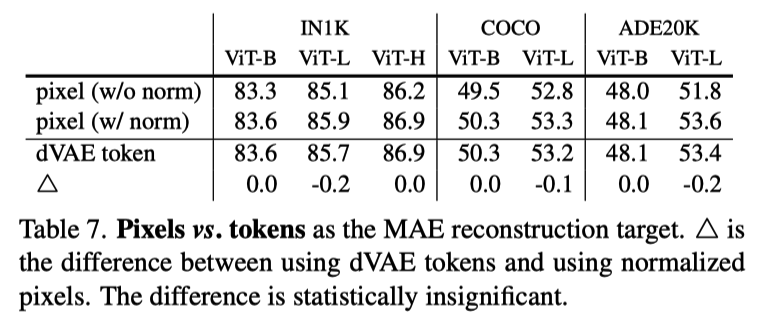 IN1K COCO ADE20K
ViT-B ViT-L ViT-H ViT-B ViT-L ViT-B ViT-L
pixel (w/o norm) 83.3 85.1 86.2 49.5 52.8 48.0 51.8
pixel (w/ norm) 83.6 85.9 86.9 50.3 53.3 48.1 53.6
dVAE token 83.6 85.7 86.9 50.3 53.2 48.1 53.4
△ 0.0 -0.2 0.0 0.0 -0.1 0.0 -0.2
Table 7. Pixels vs. tokens as the MAE reconstruction target. △ is
the difference between using dVAE tokens and using normalized
pixels. The difference is statistically insignificant.